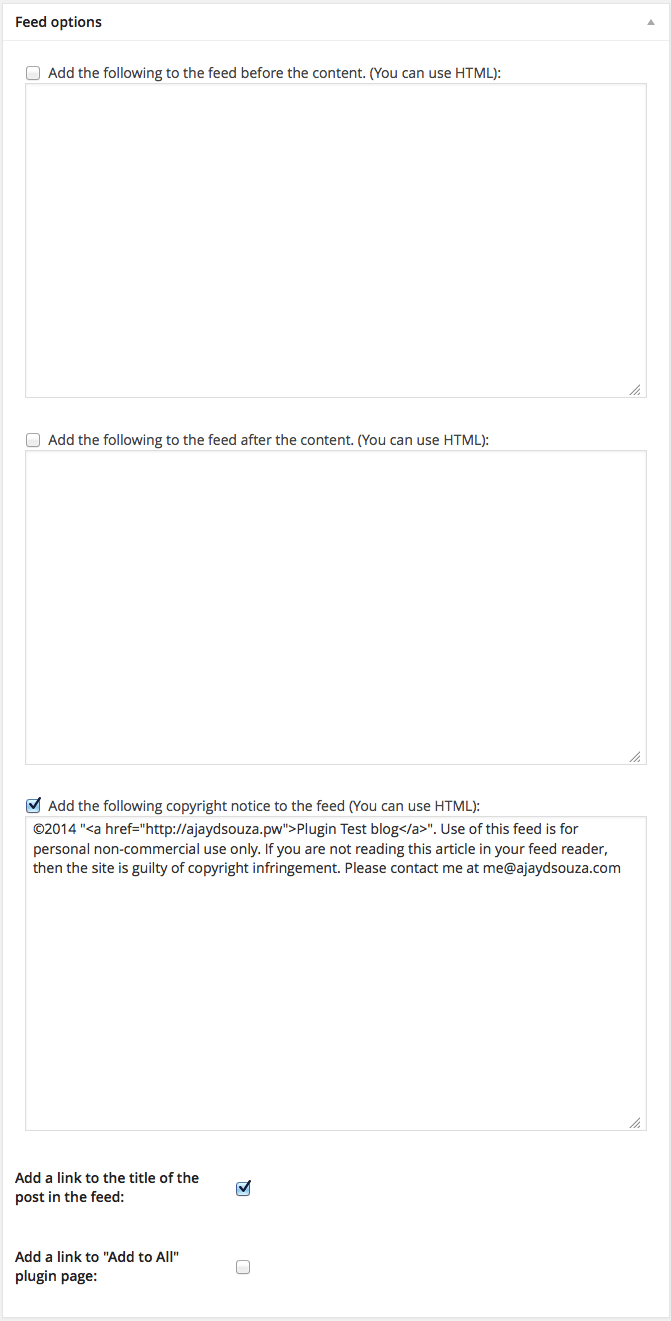 Feed options
Add the following to the feed before the content. (You can use HTML):
Add the following to the feed after the content. (You can use HTML):
Add the following copyright notice to the feed (You can use HTML):
©2014 "<a href="http://ajaydsouza.pw">Plugin Test blog</a>". Use of this feed is for
personal non-commercial use only. If you are not reading this article in your feed reader,
then the site is guilty of copyright infringement. Please contact me at me@ajaydsouza.com
Add a link to the title of the
post in the feed:
Add a link to "Add to All"
plugin page: